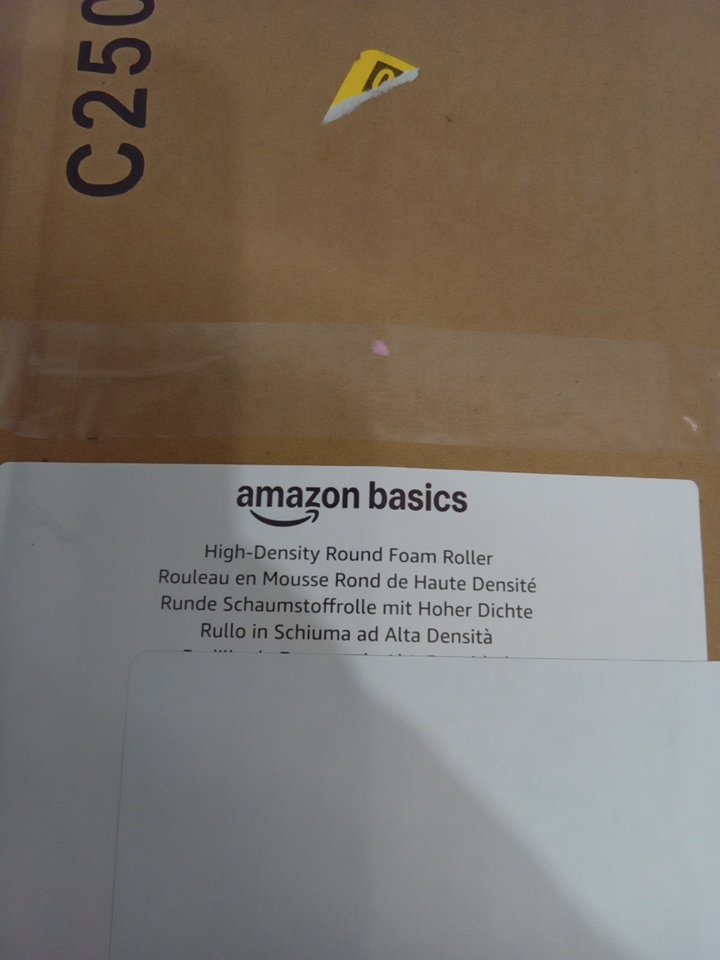 C250
amazon basics
High-Density Round Foam Roller
Rouleau en Mousse Rond de Haute Densité
Runde Schaumstoffrolle mit Hoher Dichte
Rullo in Schiuma ad Alta Densità